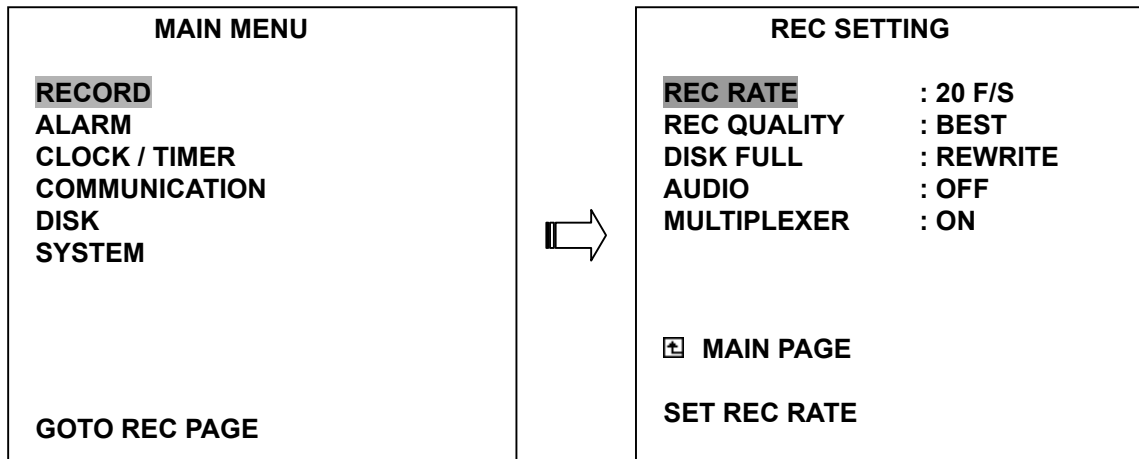 MAIN MENU
RECORD
ALARM
CLOCK / TIMER
COMMUNICATION
DISK
SYSTEM
GOTO REC PAGE
REC SETTING
REC RATE : 20 F/S
REC QUALITY : BEST
DISK FULL : REWRITE
AUDIO : OFF
MULTIPLEXER : ON
MAIN PAGE
SET REC RATE